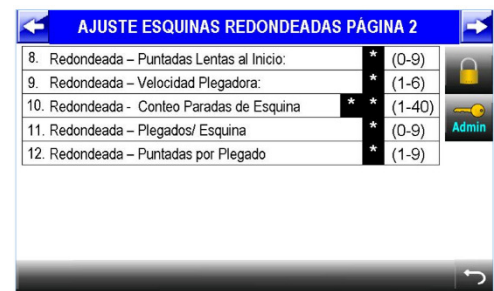 AJUSTE ESQUINAS REDONDEADAS PÁGINA 2
8. Redondeada – Puntadas Lentas al Inicio: * (0-9)
9. Redondeada – Velocidad Plegadora: * (1-6)
10. Redondeada - Conteo Paradas de Esquina * * (1-40)
11. Redondeada – Plegados/ Esquina * (0-9)
12. Redondeada – Puntadas por Plegado * (1-9)
Admin